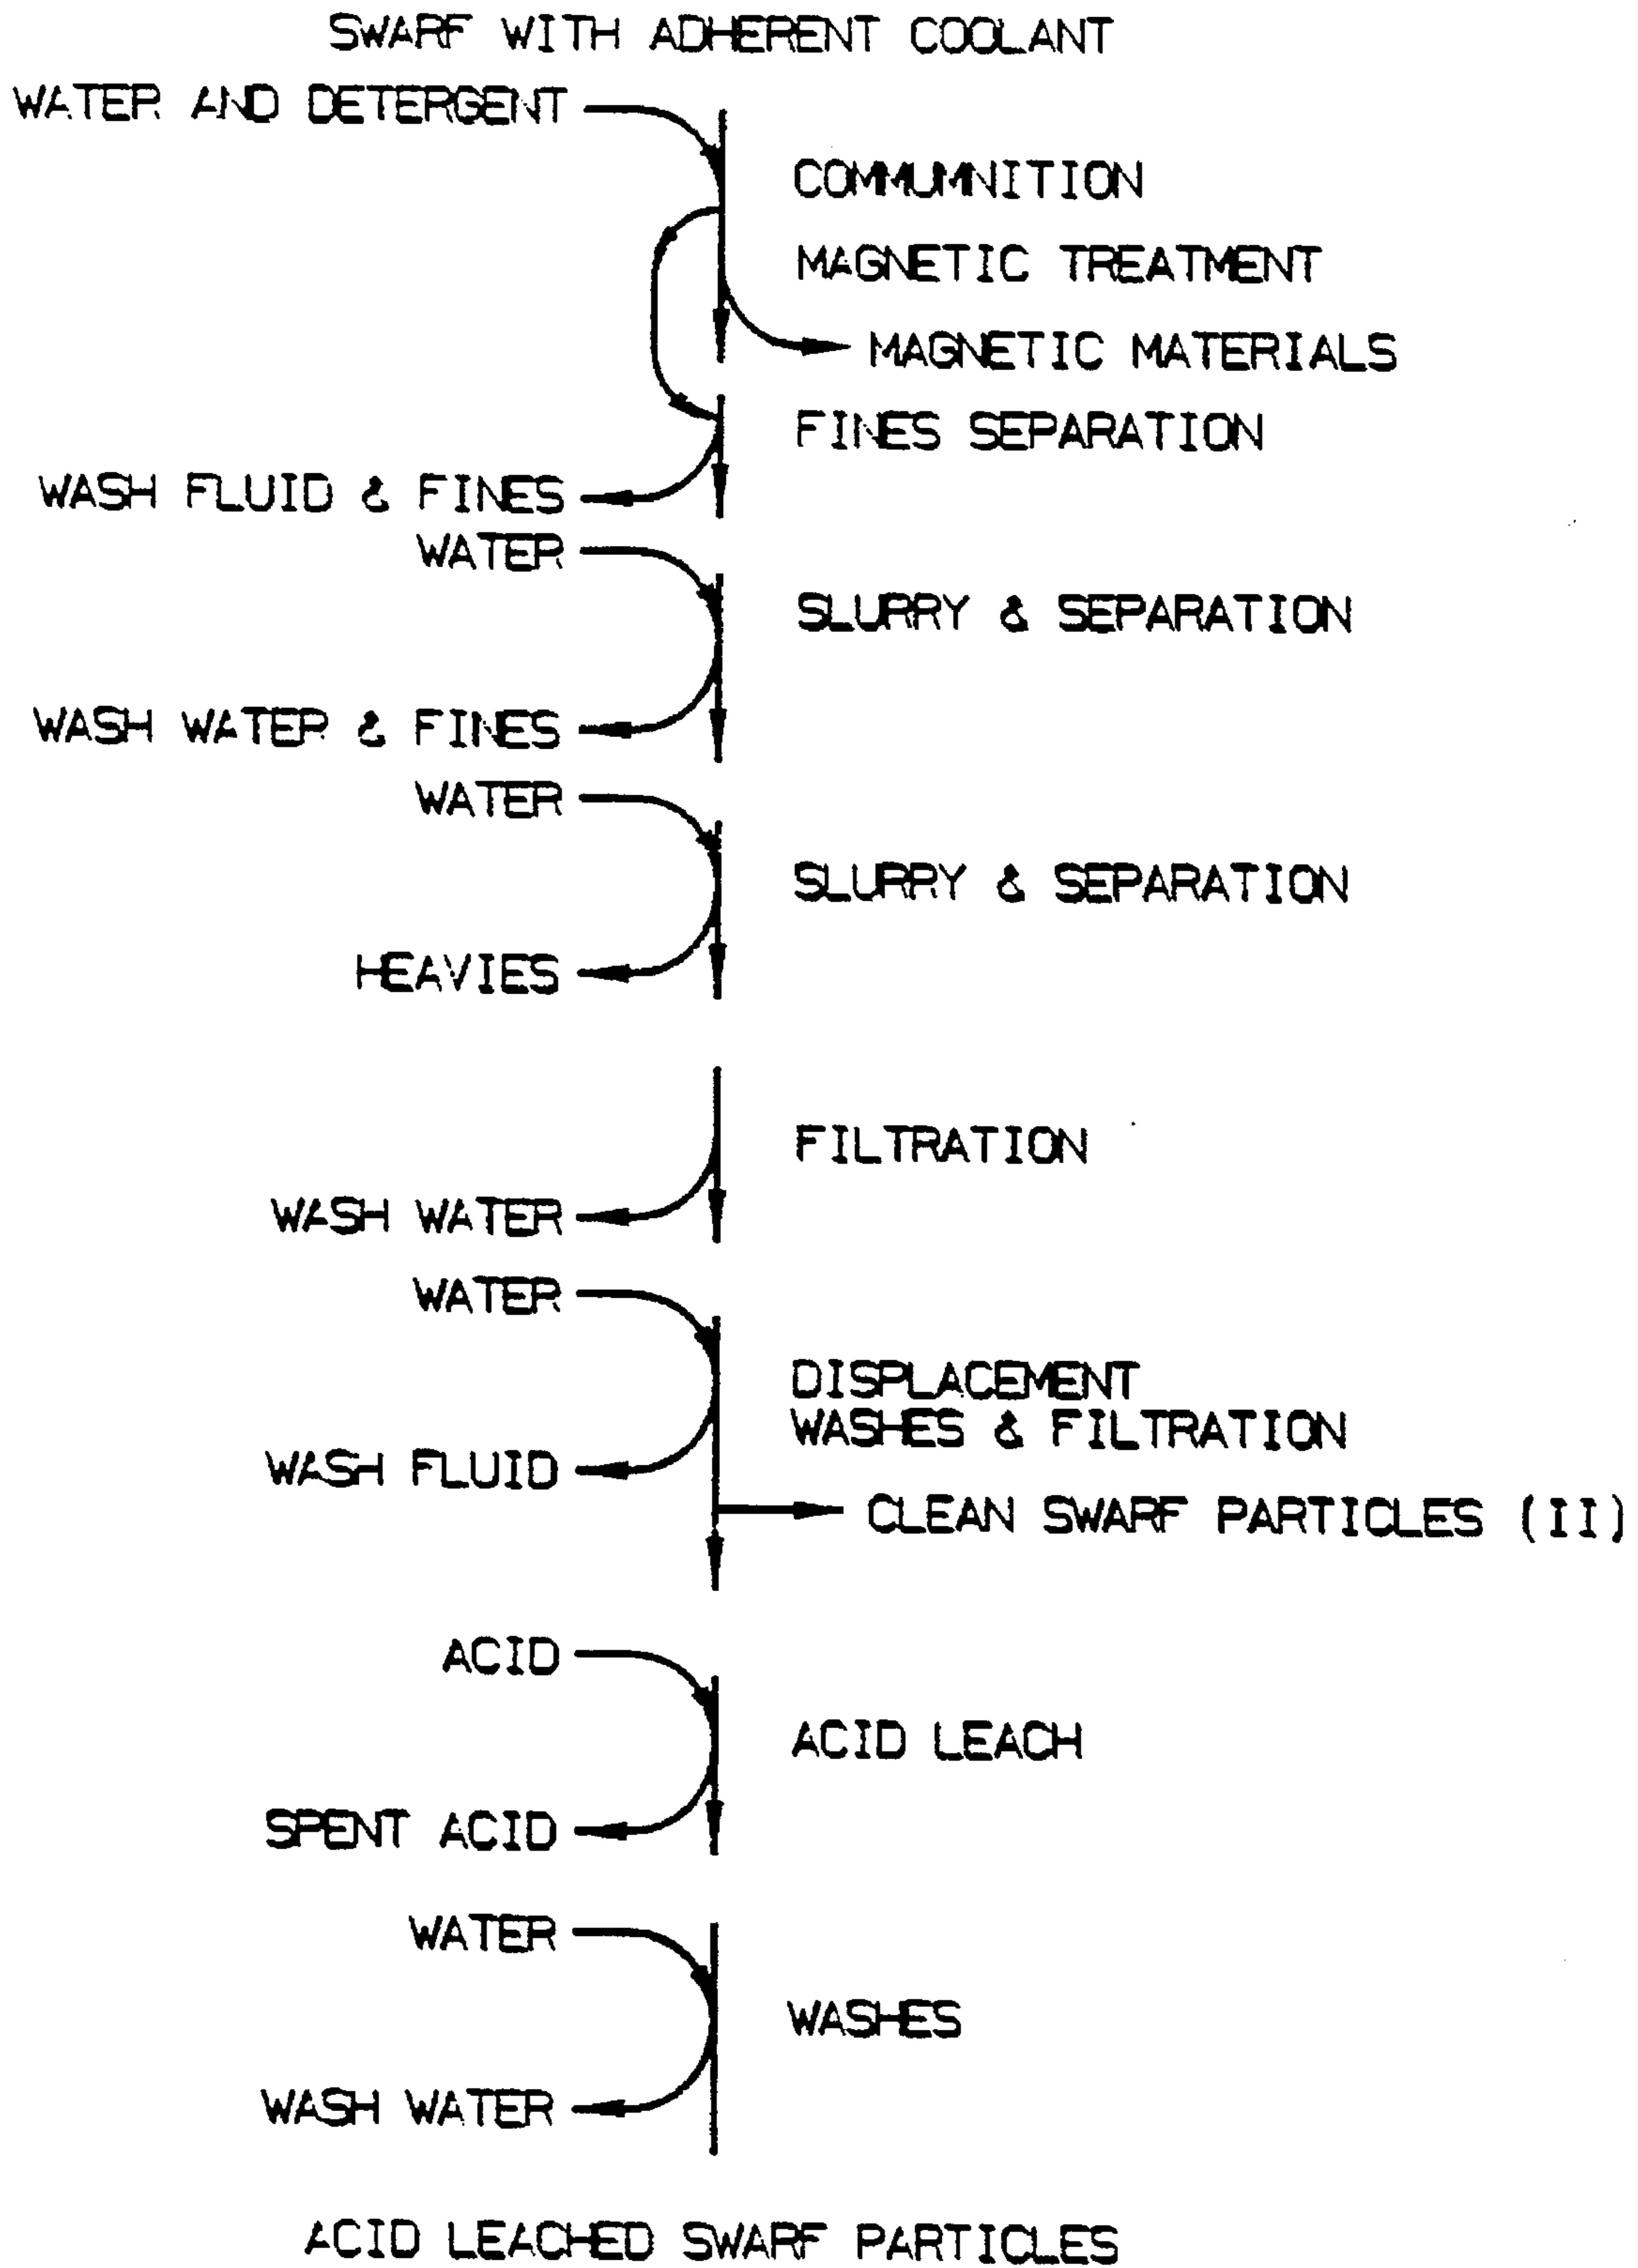 SWARF WITH ADHERENT COOLANT
WATER AND DETERGENT
COMMUMNITION
MAGNETIC TREATMENT
MAGNETIC MATERIALS
FINES SEPARATION
WASH FLUID & FINES
WATER
SLURRY & SEPARATION
WASH WATER & FINES
WATER
SLURRY & SEPARATION
HEAVIES
FILTRATION
WASH WATER
WATER
DISPLACEMENT
WASHES & FILTRATION
WASH FLUID
CLEAN SWARF PARTICLES (II)
ACID
ACID LEACH
SPENT ACID
WATER
WASHES
WASH WATER
ACID LEACHED SWARF PARTICLES